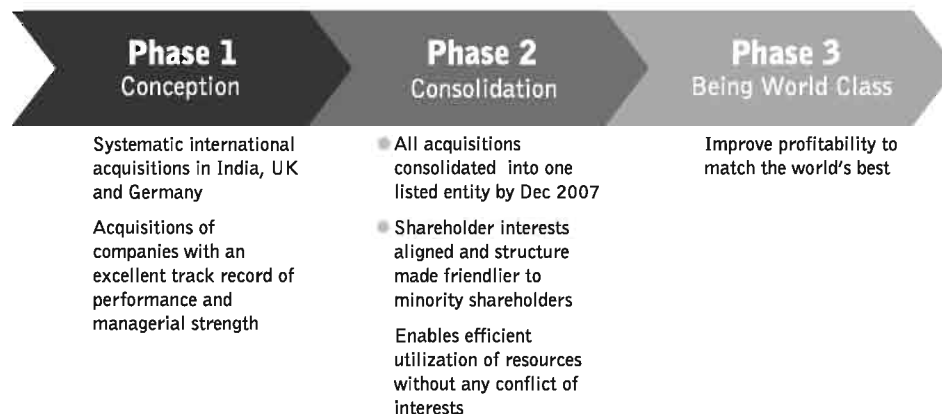 Phase 1
Conception
Systematic international
acquisitions in India, UK
and Germany
Acquisitions of
companies with an
excellent track record of
performance and
managerial strength
Phase 2
Consolidation
All acquisitions
consolidated into one
listed entity by Dec 2007
Shareholder interests
aligned and structure
made friendlier to
minority shareholders
Enables efficient
utilization of resources
without any conflict of
interests
Phase 3
Being World Class
Improve profitability to
match the world's best